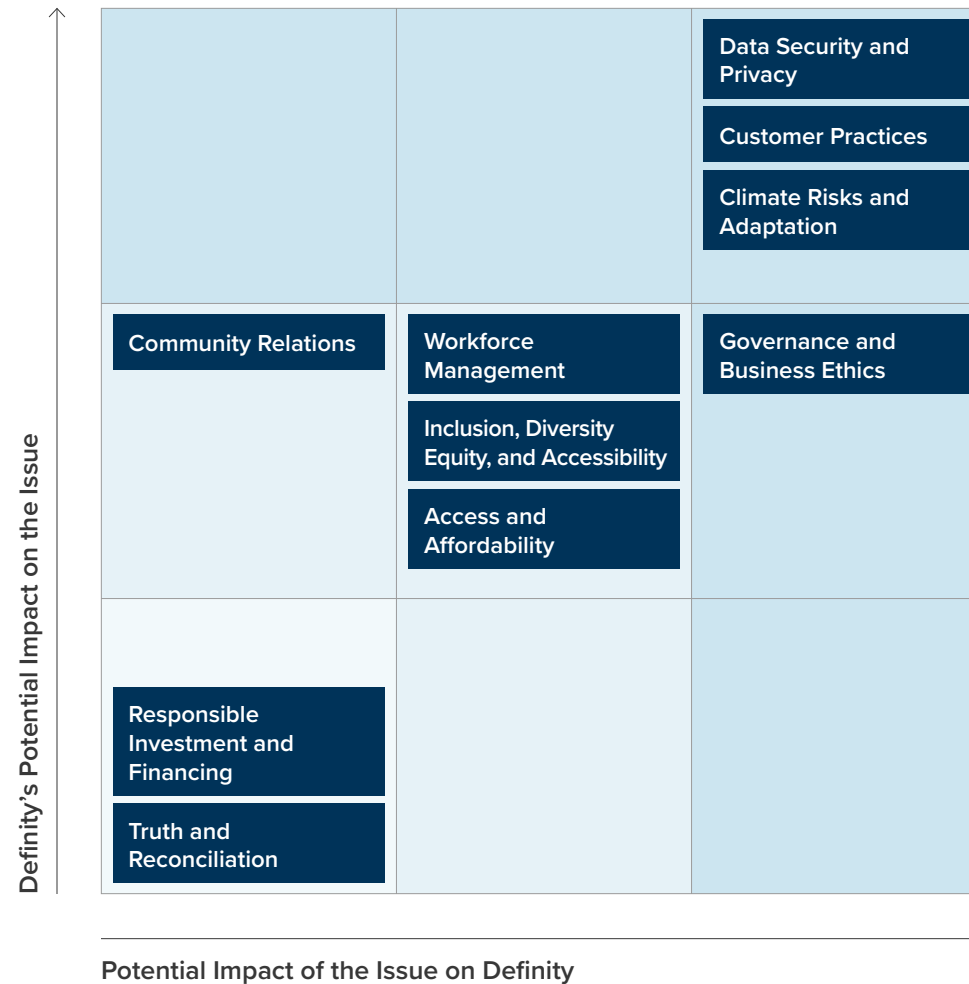 Definity's Potential Impact on the Issue
Data Security and
Privacy
Customer Practices
Climate Risks and
Adaptation
Community Relations
Workforce
Management
Inclusion, Diversity
Equity, and Accessibility
Access and
Affordability
Governance and
Business Ethics
Responsible
Investment and
Financing
Truth and
Reconciliation
Potential Impact of the Issue on Definity